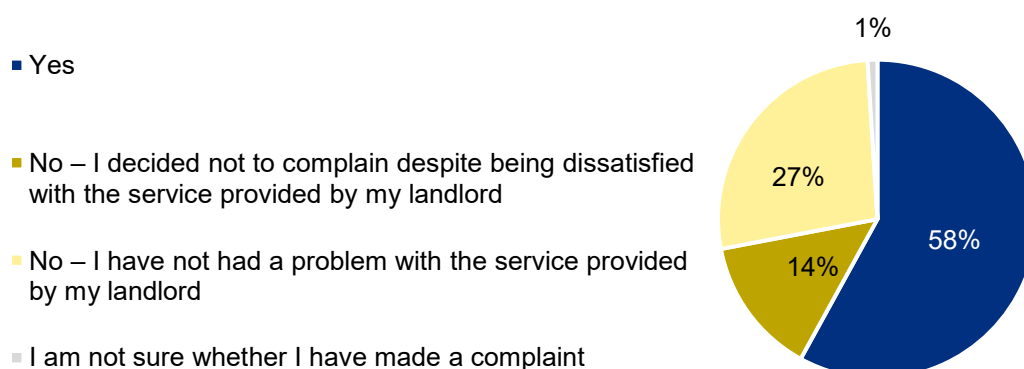 1%
Yes
No – I decided not to complain despite being dissatisfied
with the service provided by my landlord
27%
58%
No – I have not had a problem with the service provided
by my landlord
14%
I am not sure whether I have made a complaint